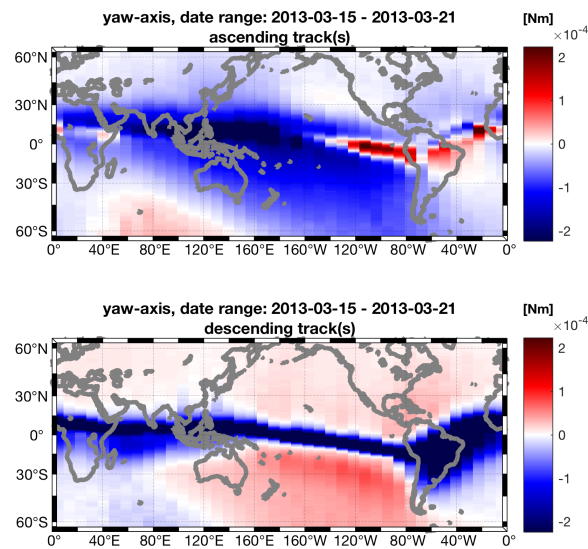 yaw-axis, date range: 2013-03-15 - 2013-03-21
ascending track(s)
[Nm]
×10⁻⁴
60°N
30°N
0°
30°S
60°S
0° 40°E 80°E 120°E 160°E 160°W 120°W 80°W 40°W 0°
2
1
0
-1
-2
yaw-axis, date range: 2013-03-15 - 2013-03-21
descending track(s)
[Nm]
×10⁻⁴
60°N
30°N
0°
30°S
60°S
0° 40°E 80°E 120°E 160°E 160°W 120°W 80°W 40°W 0°
2
1
0
-1
-2